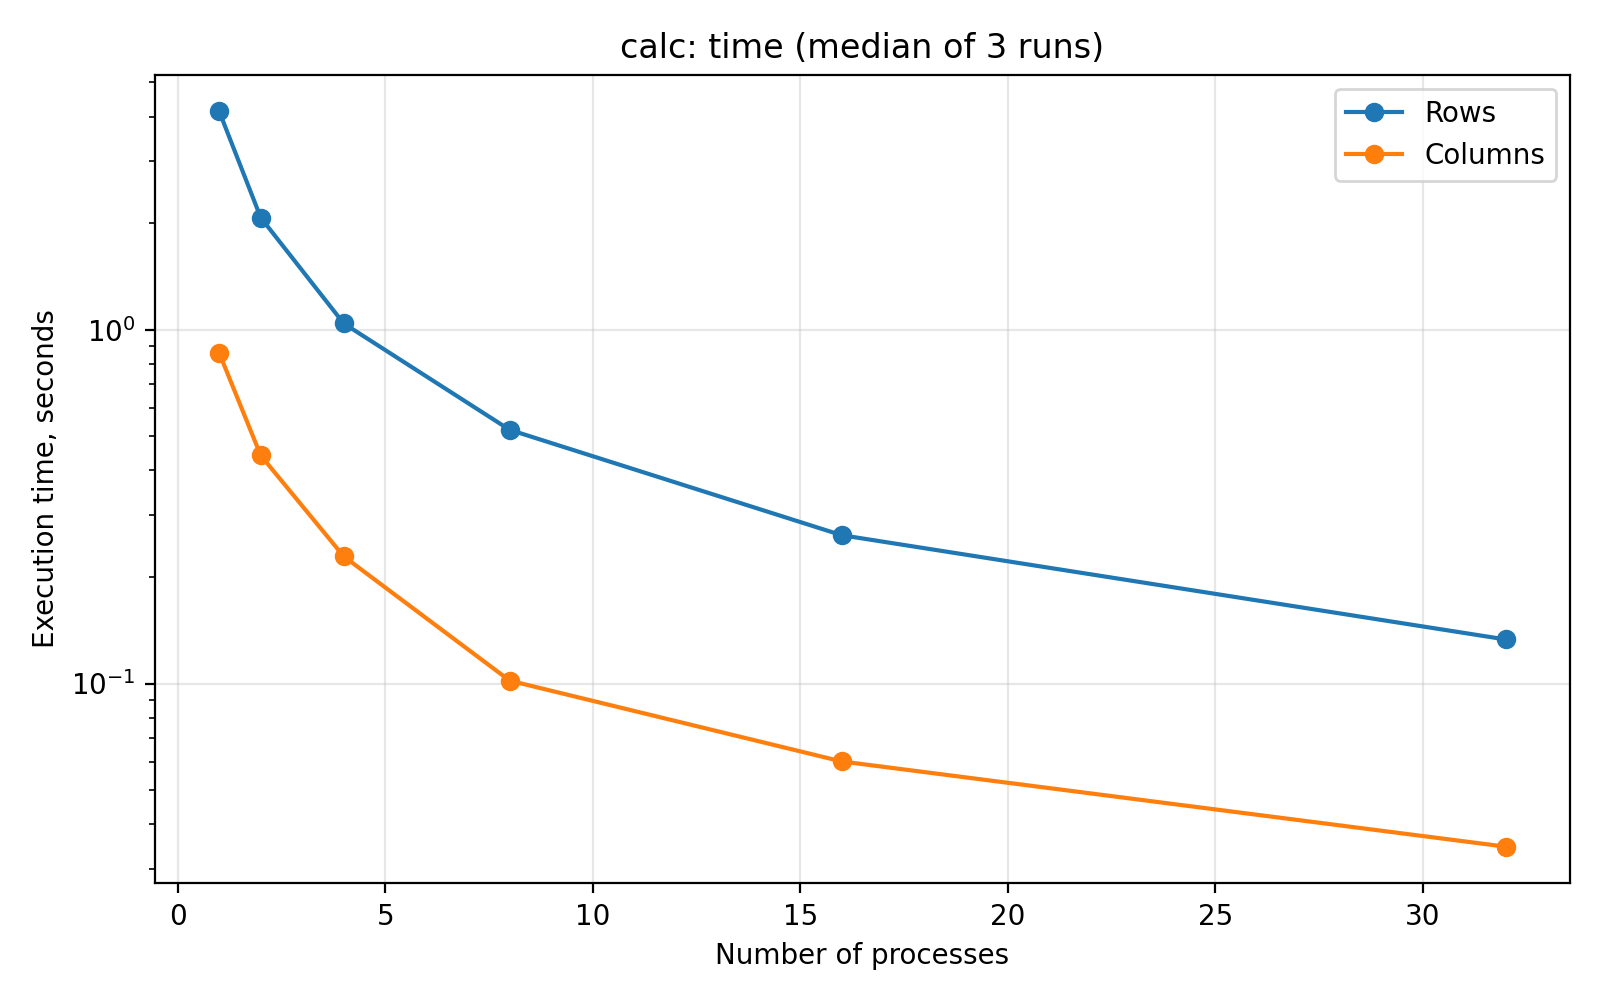 calc: time (median of 3 runs)
Rows
Columns
Execution time, seconds
10⁰
10⁻¹
0 5 10 15 20 25 30
Number of processes